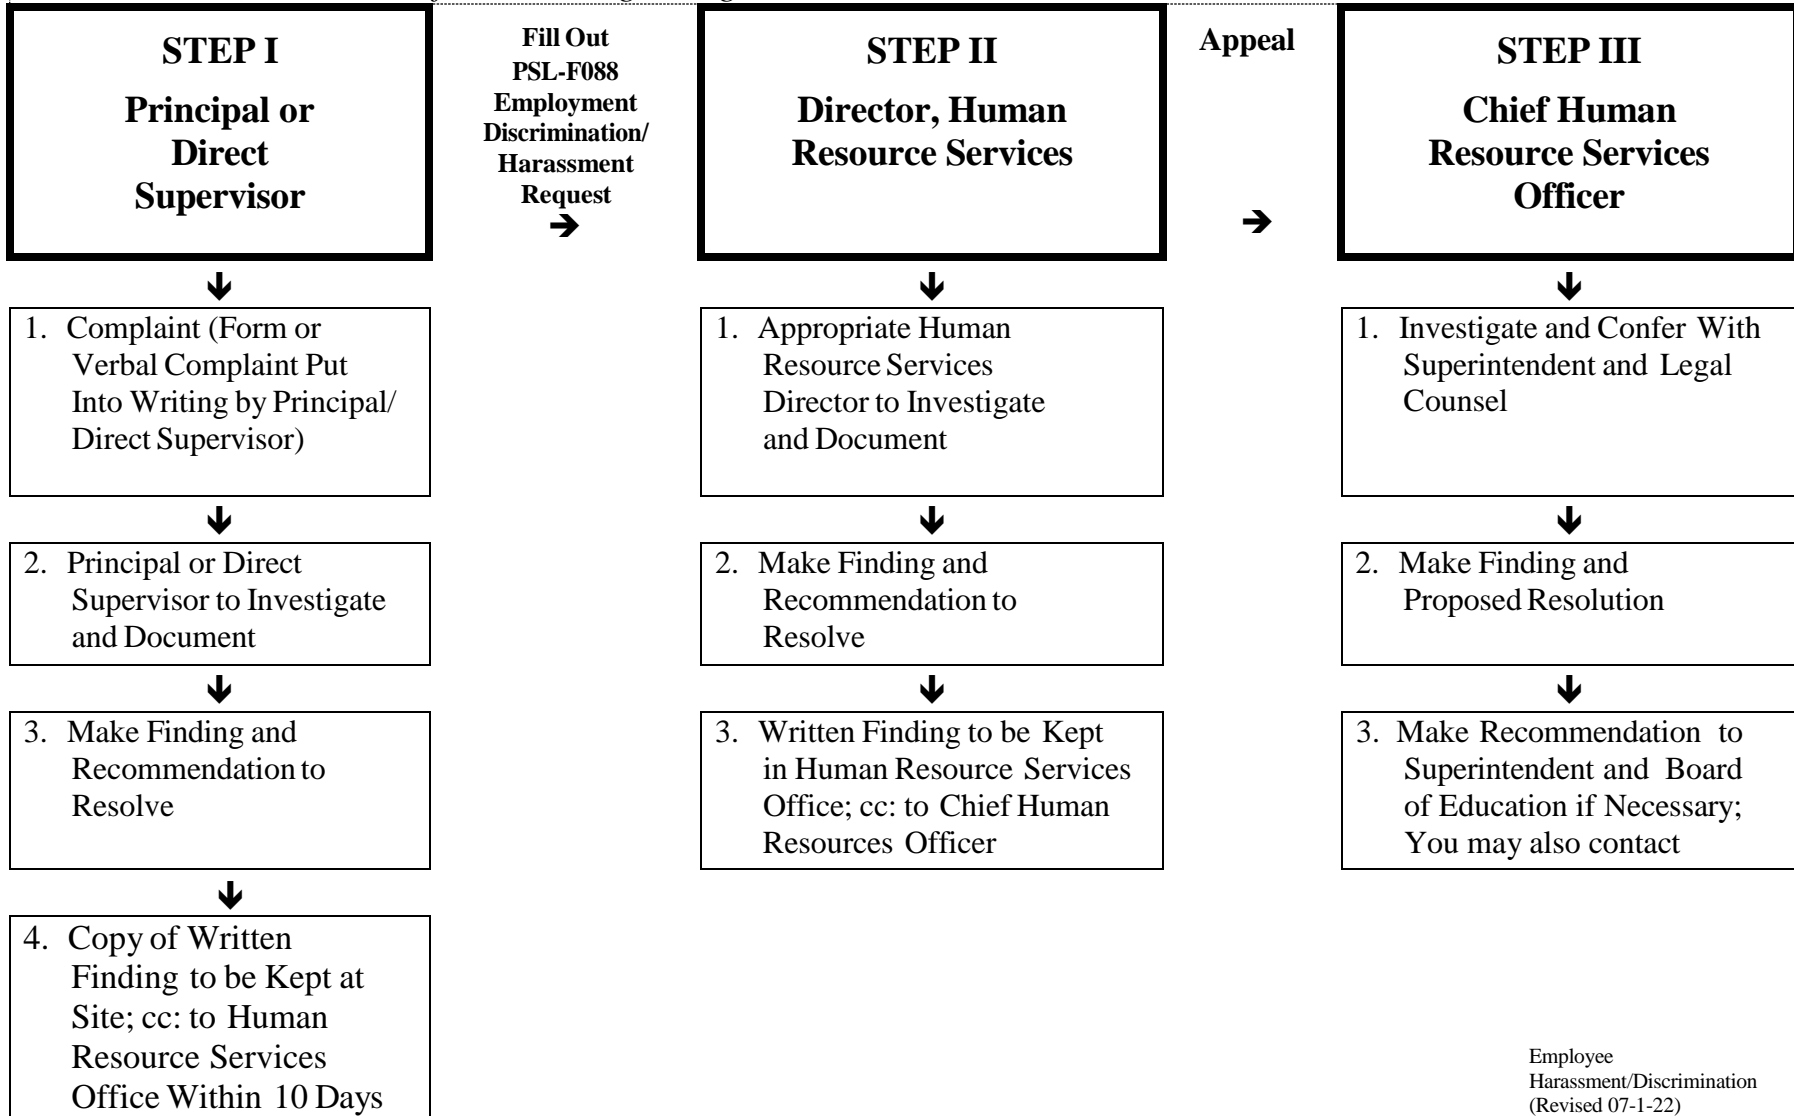 STEP I
Principal or
Direct
Supervisor
Fill Out
PSL-F088
Employment
Discrimination/
Harassment
Request
➔
STEP II
Director, Human
Resource Services
Appeal
➔
STEP III
Chief Human
Resource Services
Officer
1. Complaint (Form or
Verbal Complaint Put
Into Writing by Principal/
Direct Supervisor)
2. Principal or Direct
Supervisor to Investigate
and Document
3. Make Finding and
Recommendation to
Resolve
4. Copy of Written
Finding to be Kept at
Site; cc: to Human
Resource Services
Office Within 10 Days
1. Appropriate Human
Resource Services
Director to Investigate
and Document
2. Make Finding and
Recommendation to
Resolve
3. Written Finding to be Kept
in Human Resource Services
Office; cc: to Chief Human
Resources Officer
1. Investigate and Confer With
Superintendent and Legal
Counsel
2. Make Finding and
Proposed Resolution
3. Make Recommendation to
Superintendent and Board
of Education if Necessary;
You may also contact
Employee
Harassment/Discrimination
(Revised 07-1-22)